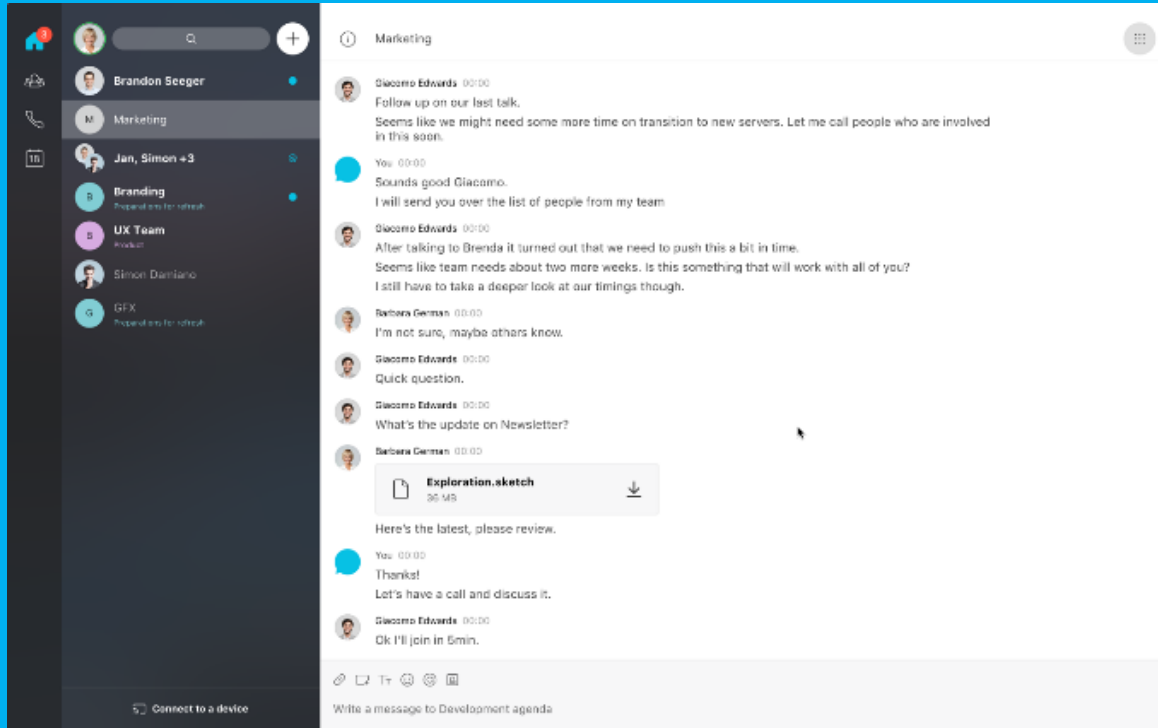 3
Brandon Seeger
M
Marketing
Jan, Simon +3
B
Branding
Preparations for refresh
UX Team
Product
Simon Damiano
G
GFX
Preparations for refresh
Connect to a device
Marketing
Giacomo Edwards 00:00
Follow up on our last talk.
Seems like we might need some more time on transition to new servers. Let me call people who are involved
in this soon.
You 00:00
Sounds good Giacomo.
I will send you over the list of people from my team
Giacomo Edwards 00:00
After talking to Brenda it turned out that we need to push this a bit in time.
Seems like team needs about two more weeks. Is this something that will work with all of you?
I still have to take a deeper look at our timings though.
Barbara German 00:00
I'm not sure, maybe others know.
Giacomo Edwards 00:00
Quick question.
Giacomo Edwards 00:00
What's the update on Newsletter?
Barbara German 00:00
Exploration.sketch
36 MB
Here's the latest, please review.
You 00:00
Thanks!
Let's have a call and discuss it.
Giacomo Edwards 00:00
Ok I'll join in 5min.
Tт
Write a message to Development agenda